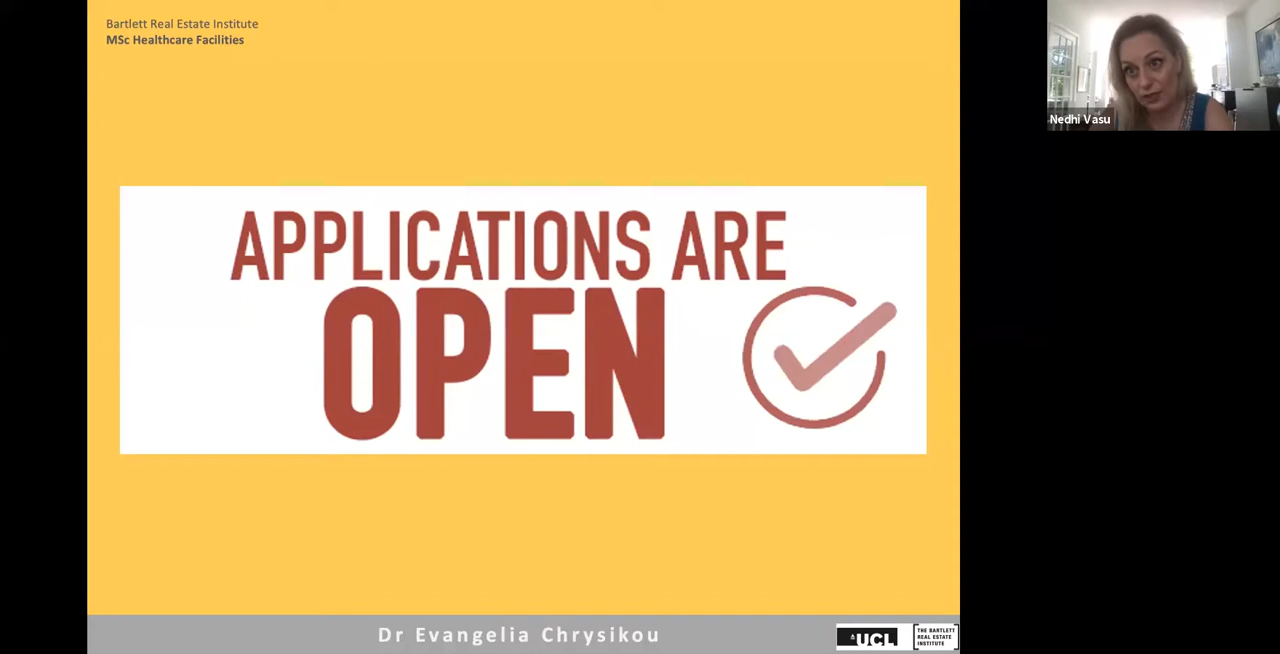 Bartlett Real Estate Institute
MSc Healthcare Facilities
Nedhi Vasu
APPLICATIONS ARE
OPEN
Dr Evangelia Chrysikou
UCL
THE BARTLETT
REAL ESTATE
INSTITUTE